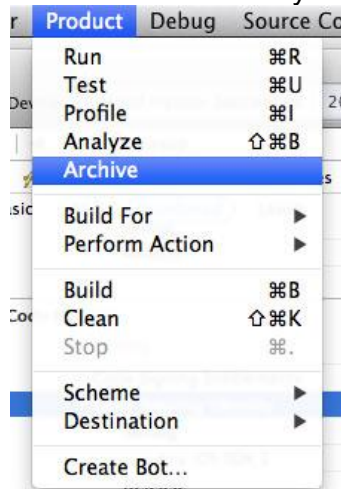 Product Debug Source Co
Run ⌘R
Test ⌘U
Profile ⌘I
Analyze ⇧⌘B
Archive
Build For ▶
Perform Action ▶
Build ⌘B
Clean ⇧⌘K
Stop ⌘.
Scheme ▶
Destination ▶
Create Bot...